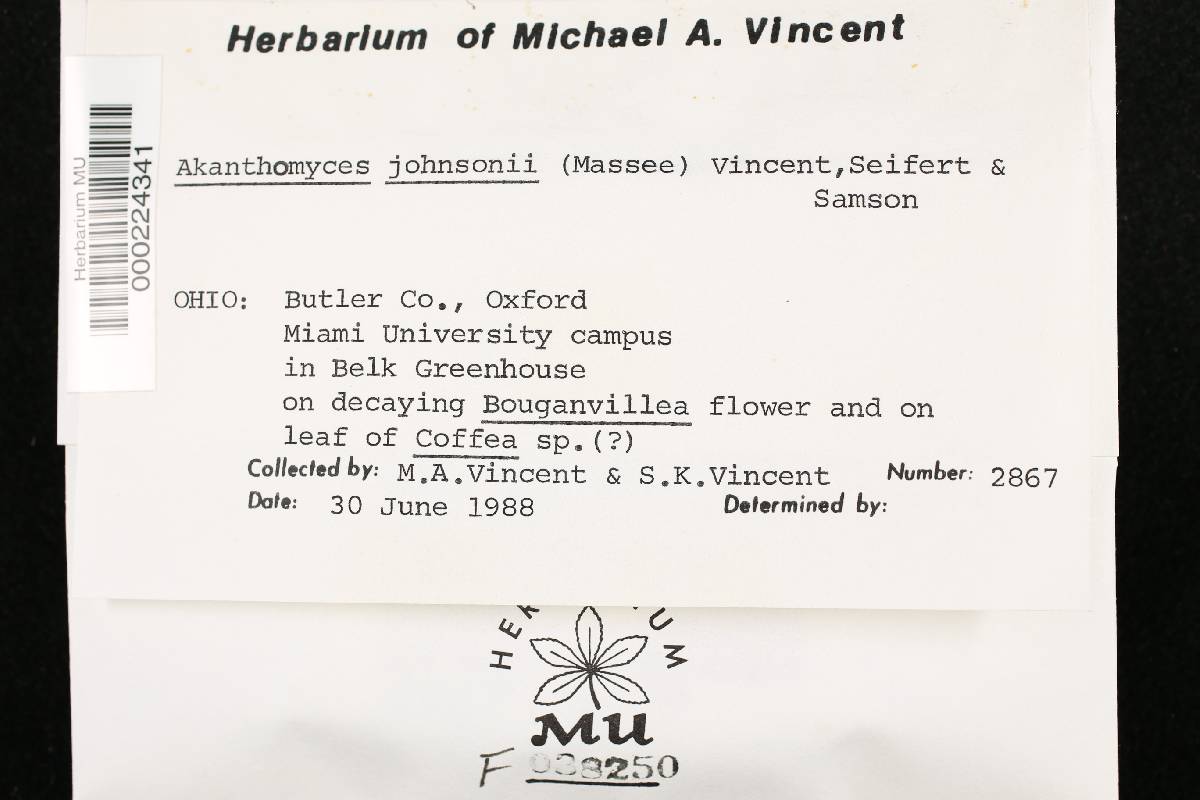 Herbarium of Michael A. Vincent
Herbarium MU
000224341
Akanthomyces johnsonii (Massee) Vincent,Seifert &
Samson
OHIO: Butler Co., Oxford
Miami University campus
in Belk Greenhouse
on decaying Bouganvillea flower and on
leaf of Coffea sp.(?)
Collected by: M.A.Vincent & S.K.Vincent Number: 2867
Date: 30 June 1988 Determined by:
MU
F 038250